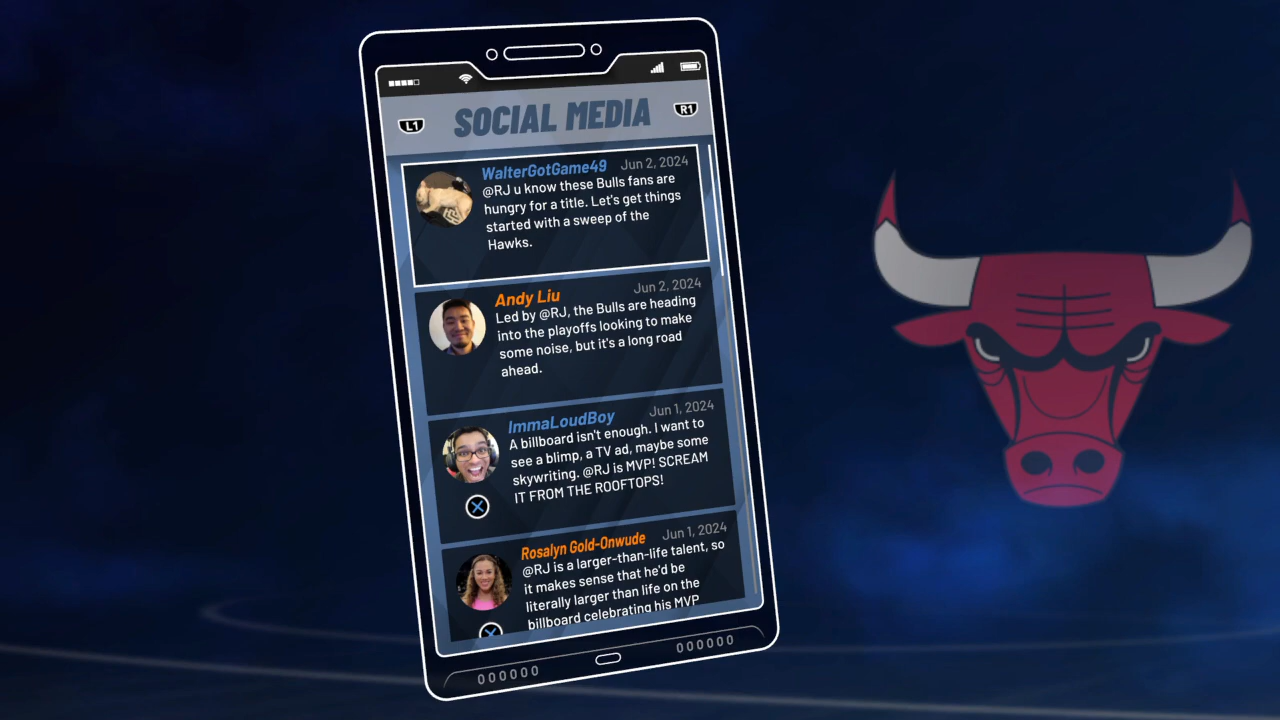 L1
SOCIAL MEDIA
R1
WalterGotGame49
Jun 2, 2024
@RJ u know these Bulls fans are
hungry for a title. Let's get things
started with a sweep of the
Hawks.
Andy Liu
Jun 2, 2024
Led by @RJ, the Bulls are heading
into the playoffs looking to make
some noise, but it's a long road
ahead.
ImmaLoudBoy
Jun 1, 2024
A billboard isn't enough. I want to
see a blimp, a TV ad, maybe some
skywriting. @RJ is MVP! SCREAM
IT FROM THE ROOFTOPS!
Rosalyn Gold-Onwude
Jun 1, 2024
@RJ is a larger-than-life talent, so
it makes sense that he'd be
literally larger than life on the
billboard celebrating his MVP